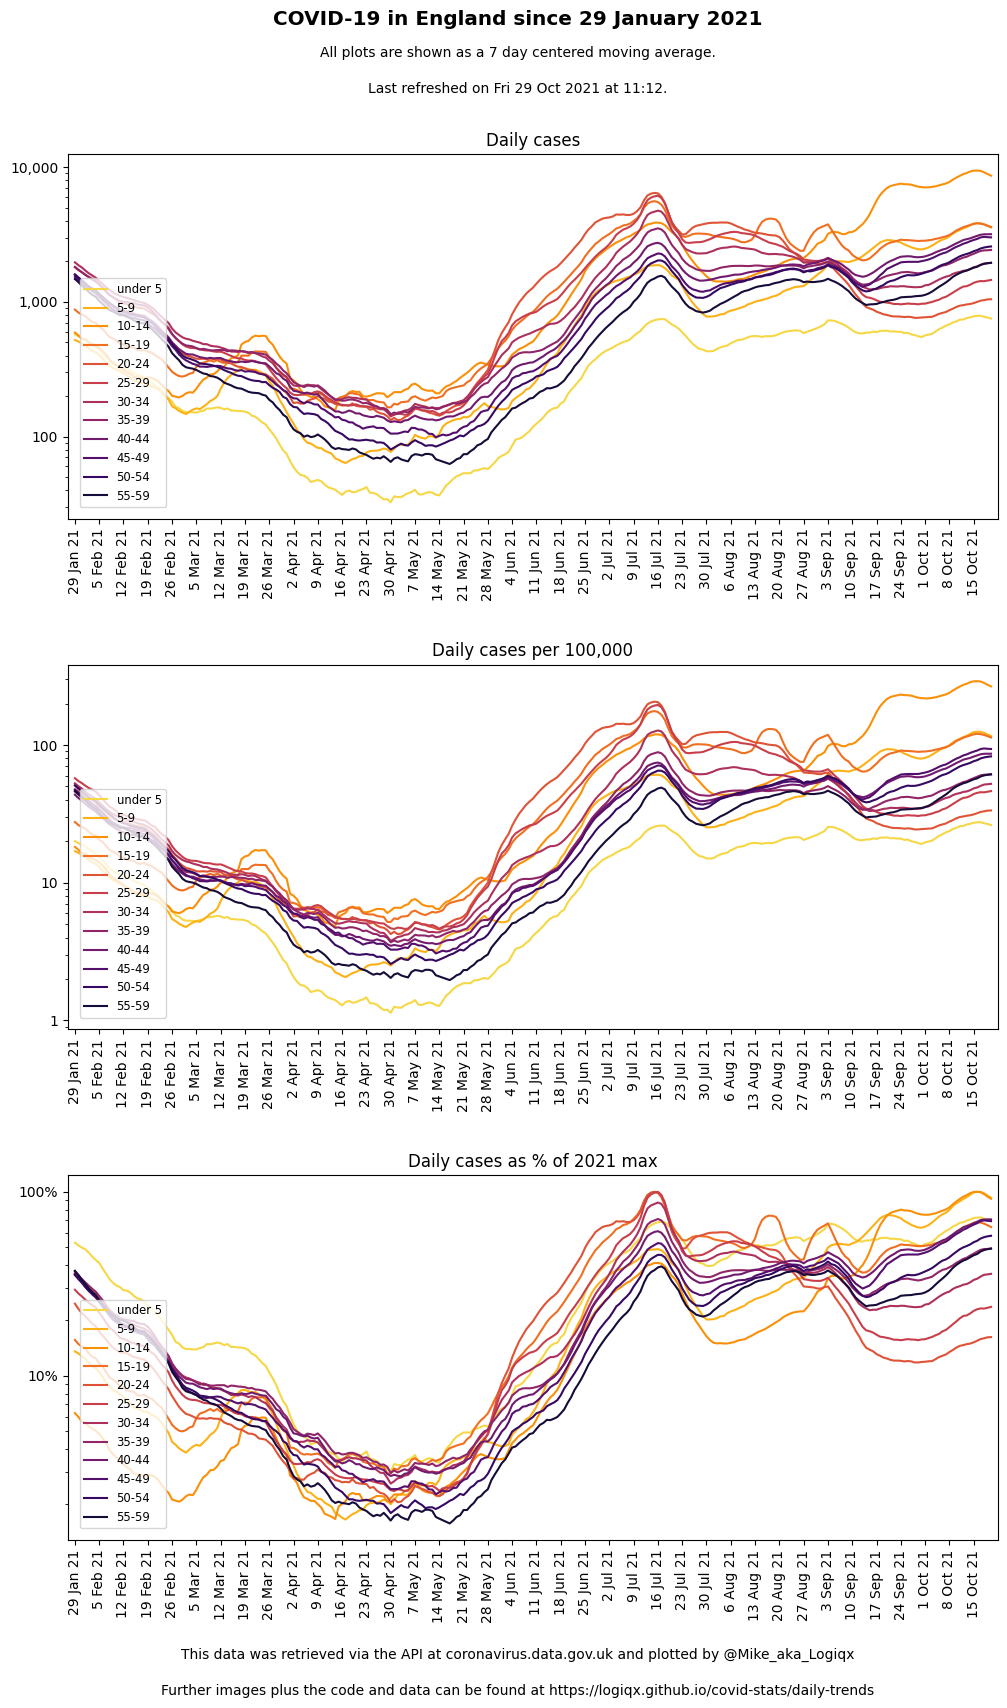 COVID-19 in England since 29 January 2021
All plots are shown as a 7 day centered moving average.
Last refreshed on Fri 29 Oct 2021 at 11:12.
Daily cases
10,000
1,000
100
under 5
5-9
10-14
15-19
20-24
25-29
30-34
35-39
40-44
45-49
50-54
55-59
29 Jan 21
5 Feb 21
12 Feb 21
19 Feb 21
26 Feb 21
5 Mar 21
12 Mar 21
19 Mar 21
26 Mar 21
2 Apr 21
9 Apr 21
16 Apr 21
23 Apr 21
30 Apr 21
7 May 21
14 May 21
21 May 21
28 May 21
4 Jun 21
11 Jun 21
18 Jun 21
25 Jun 21
2 Jul 21
9 Jul 21
16 Jul 21
23 Jul 21
30 Jul 21
6 Aug 21
13 Aug 21
20 Aug 21
27 Aug 21
3 Sep 21
10 Sep 21
17 Sep 21
24 Sep 21
1 Oct 21
8 Oct 21
15 Oct 21
Daily cases per 100,000
100
10
1
under 5
5-9
10-14
15-19
20-24
25-29
30-34
35-39
40-44
45-49
50-54
55-59
29 Jan 21
5 Feb 21
12 Feb 21
19 Feb 21
26 Feb 21
5 Mar 21
12 Mar 21
19 Mar 21
26 Mar 21
2 Apr 21
9 Apr 21
16 Apr 21
23 Apr 21
30 Apr 21
7 May 21
14 May 21
21 May 21
28 May 21
4 Jun 21
11 Jun 21
18 Jun 21
25 Jun 21
2 Jul 21
9 Jul 21
16 Jul 21
23 Jul 21
30 Jul 21
6 Aug 21
13 Aug 21
20 Aug 21
27 Aug 21
3 Sep 21
10 Sep 21
17 Sep 21
24 Sep 21
1 Oct 21
8 Oct 21
15 Oct 21
Daily cases as % of 2021 max
100%
10%
under 5
5-9
10-14
15-19
20-24
25-29
30-34
35-39
40-44
45-49
50-54
55-59
29 Jan 21
5 Feb 21
12 Feb 21
19 Feb 21
26 Feb 21
5 Mar 21
12 Mar 21
19 Mar 21
26 Mar 21
2 Apr 21
9 Apr 21
16 Apr 21
23 Apr 21
30 Apr 21
7 May 21
14 May 21
21 May 21
28 May 21
4 Jun 21
11 Jun 21
18 Jun 21
25 Jun 21
2 Jul 21
9 Jul 21
16 Jul 21
23 Jul 21
30 Jul 21
6 Aug 21
13 Aug 21
20 Aug 21
27 Aug 21
3 Sep 21
10 Sep 21
17 Sep 21
24 Sep 21
1 Oct 21
8 Oct 21
15 Oct 21
This data was retrieved via the API at coronavirus.data.gov.uk and plotted by @Mike_aka_Logiqx
Further images plus the code and data can be found at https://logiqx.github.io/covid-stats/daily-trends